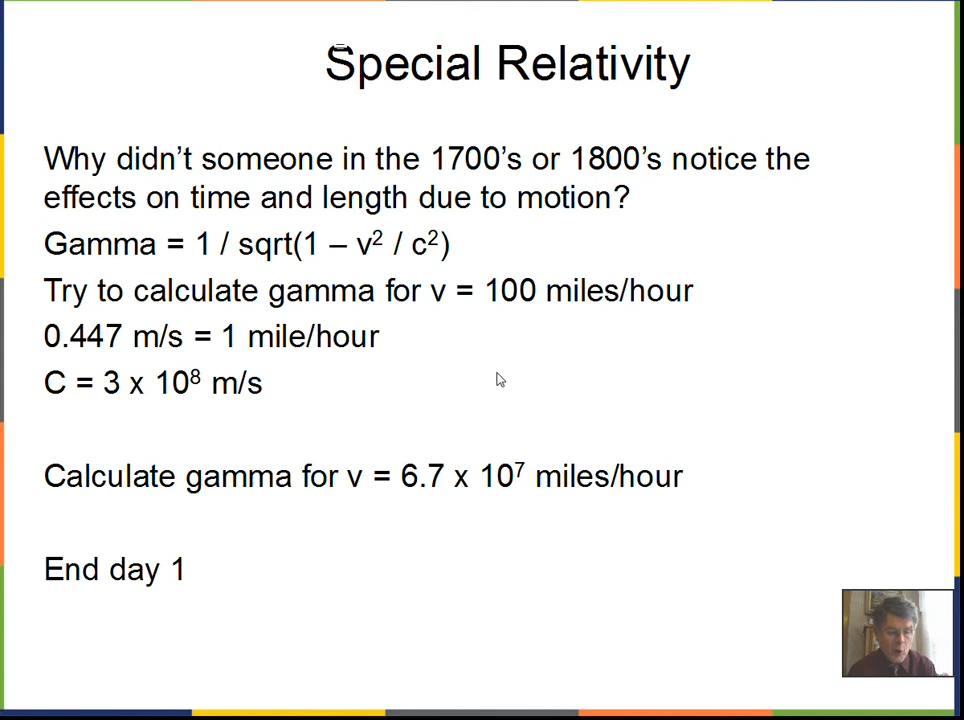 Special Relativity
Why didn’t someone in the 1700’s or 1800’s notice the
effects on time and length due to motion?
Gamma = 1 / sqrt(1 – v² / c²)
Try to calculate gamma for v = 100 miles/hour
0.447 m/s = 1 mile/hour
C = 3 x 10⁸ m/s
Calculate gamma for v = 6.7 x 10⁷ miles/hour
End day 1